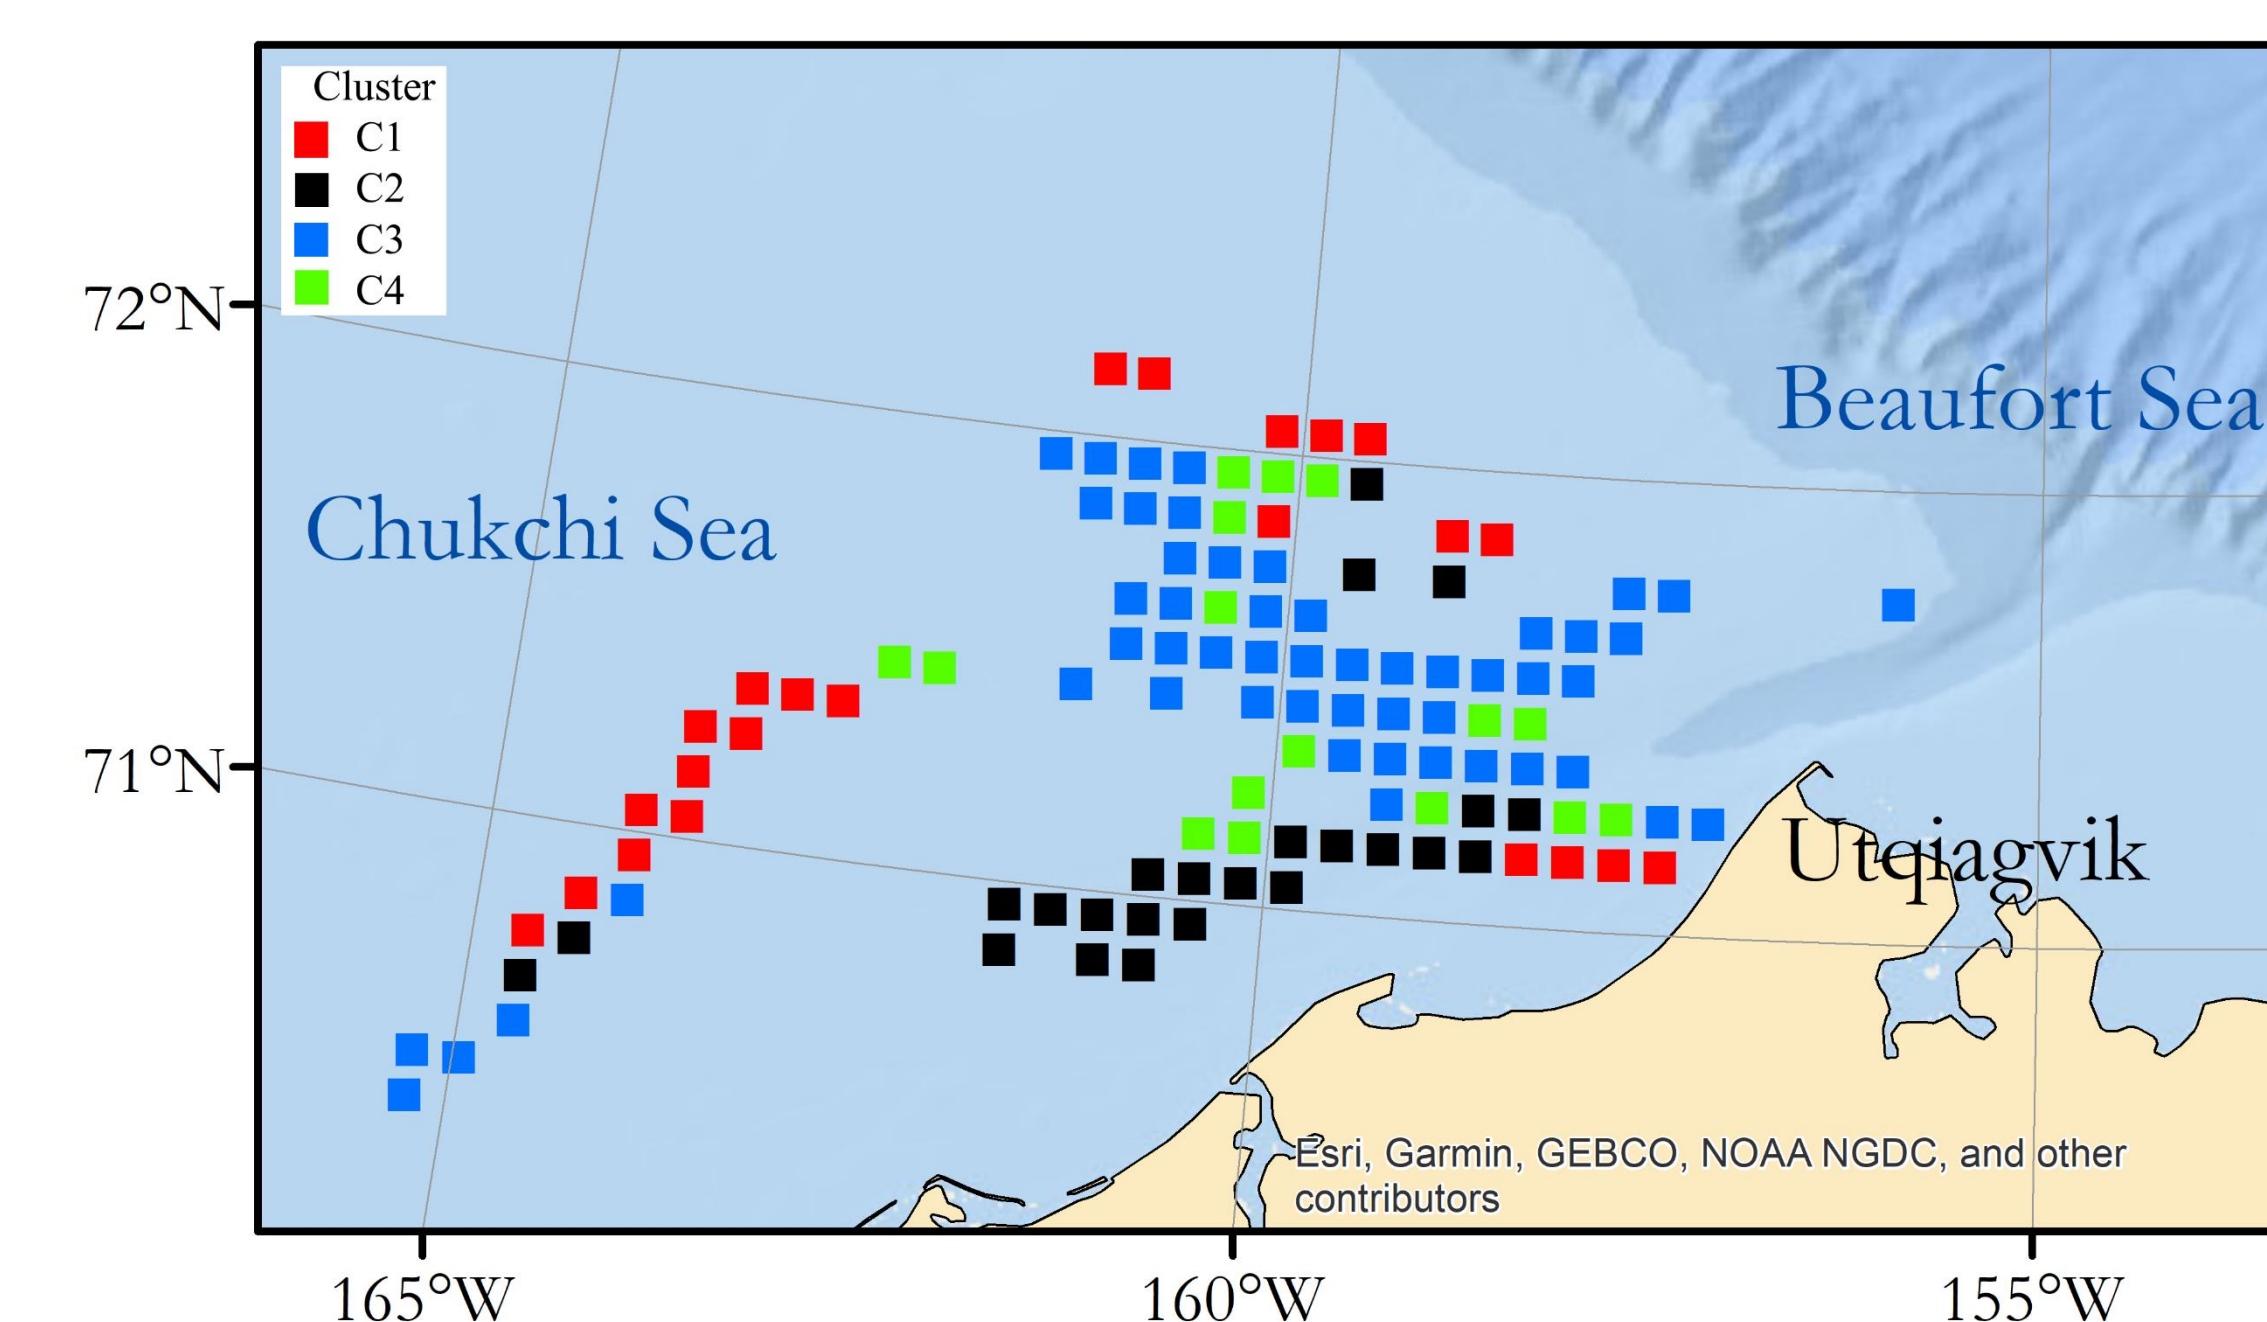 Cluster
C1
C2
C3
C4
72°N
Beaufort Sea
Chukchi Sea
71°N
Utqiagvik
Esri, Garmin, GEBCO, NOAA NGDC, and other
contributors
165°W
160°W
155°W